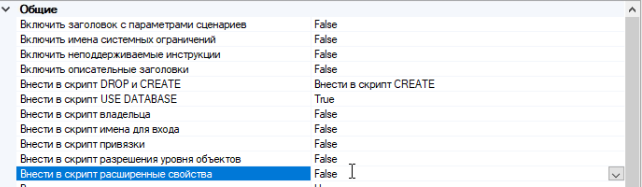 Общие
Включить заголовок с параметрами сценариев False
Включить имена системных ограничений False
Включить неподдерживаемые инструкции False
Включить описательные заголовки False
Внести в скрипт DROP и CREATE Внести в скрипт CREATE
Внести в скрипт USE DATABASE True
Внести в скрипт владельца False
Внести в скрипт имена для входа False
Внести в скрипт привязки False
Внести в скрипт разрешения уровня объектов False
Внести в скрипт расширенные свойства False